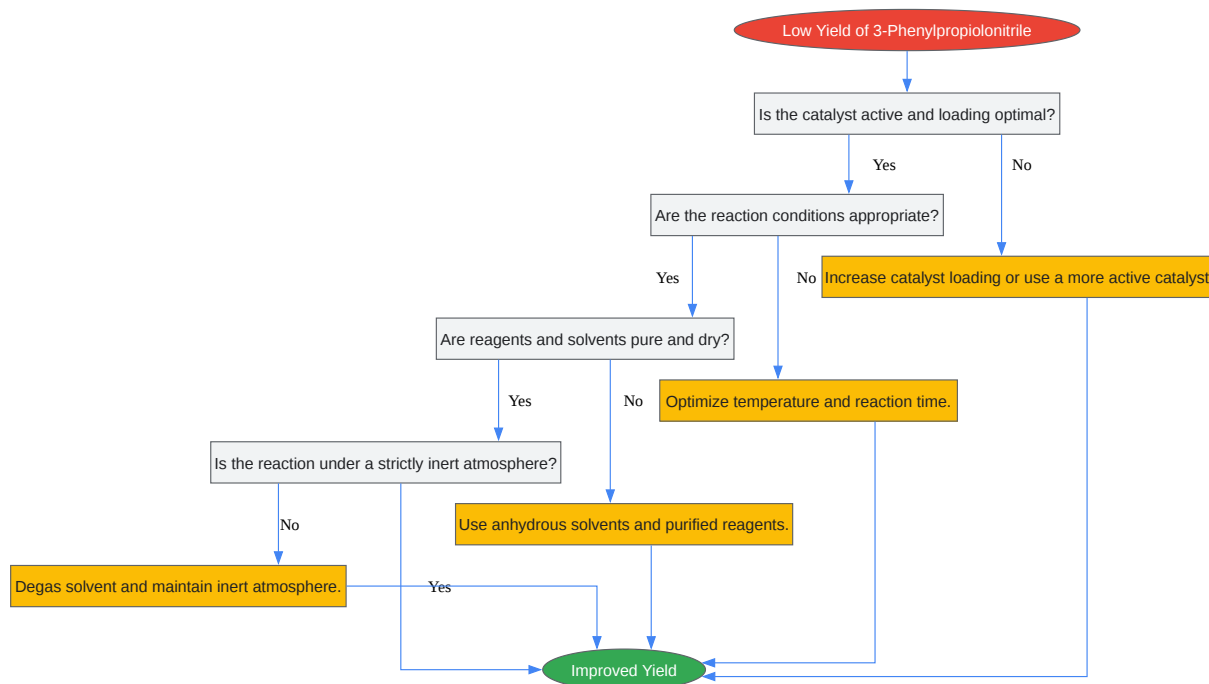 Low Yield of 3-Phenylpropiolonitrile
Is the catalyst active and loading optimal?
Yes
No
Are the reaction conditions appropriate?
Yes
No
Increase catalyst loading or use a more active catalyst
Are reagents and solvents pure and dry?
Yes
No
Optimize temperature and reaction time.
Is the reaction under a strictly inert atmosphere?
No
Use anhydrous solvents and purified reagents.
Degas solvent and maintain inert atmosphere.
Yes
Improved Yield